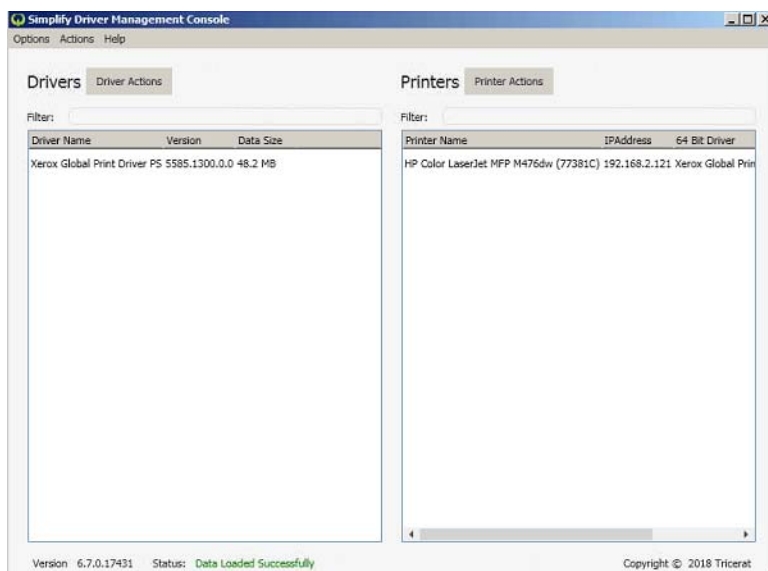 Simplify Driver Management Console
Options Actions Help
Drivers Driver Actions
Printers Printer Actions
Filter:
Filter:
Driver Name Version Data Size
Printer Name IPAddress 64 Bit Driver
Xerox Global Print Driver PS 5585.1300.0.0 48.2 MB
HP Color LaserJet MFP M476dw (77381C) 192.168.2.121 Xerox Global Prin
Version 6.7.0.17431 Status: Data Loaded Successfully
Copyright © 2018 Tricerat